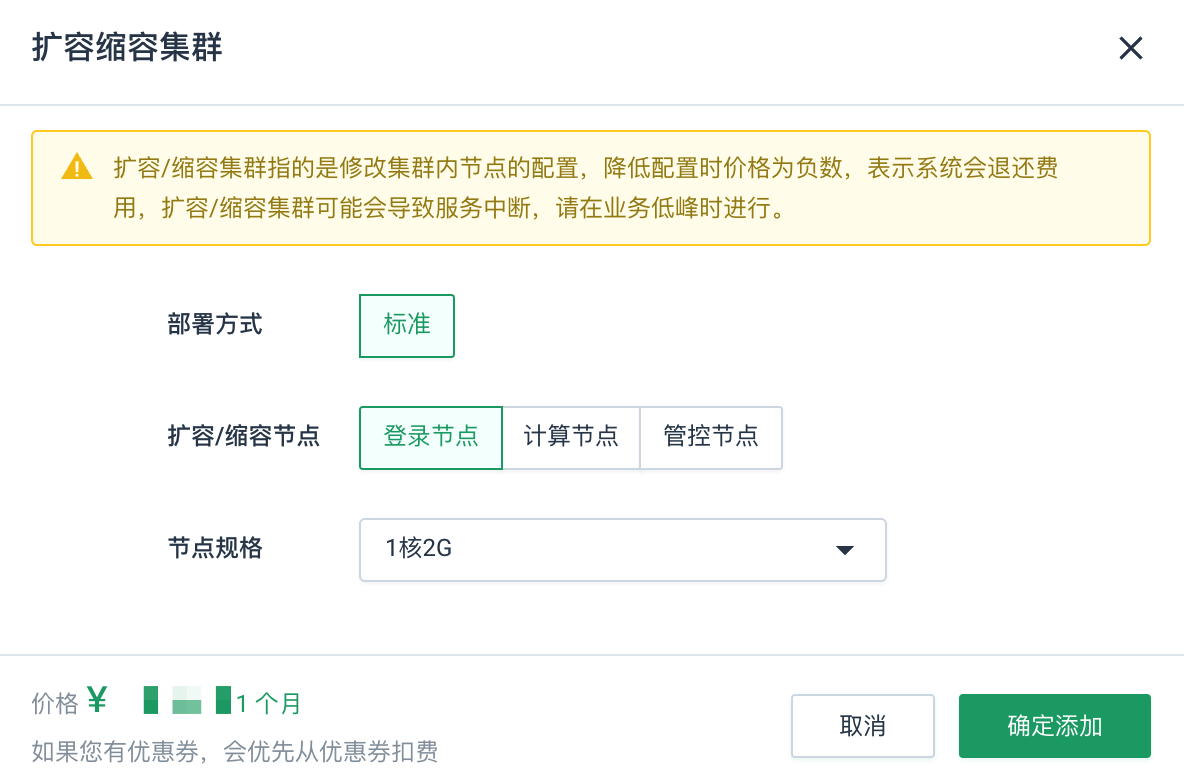 扩容缩容集群
扩容/缩容集群指的是修改集群内节点的配置，降低配置时价格为负数，表示系统会退还费
用，扩容/缩容集群可能会导致服务中断，请在业务低峰时进行。
部署方式 标准
扩容/缩容节点 登录节点 计算节点 管控节点
节点规格 1核2G
价格 ¥ 1 个月
如果您有优惠券，会优先从优惠券扣费
取消 确定添加